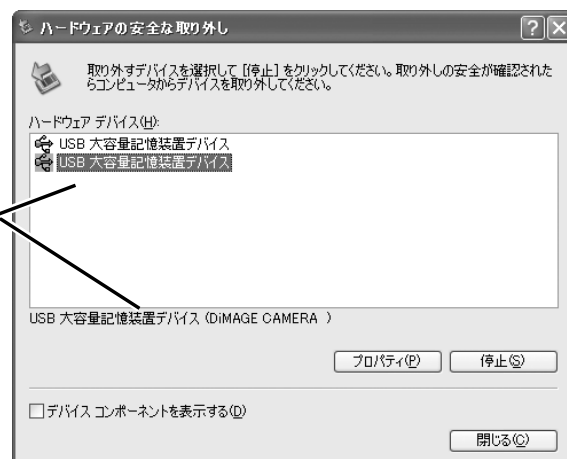 ハードウェアの安全な取り外し
取り外すデバイスを選択して [停止] をクリックしてください。取り外しの安全が確認された
らコンピュータからデバイスを取り外してください。
ハードウェア デバイス(H):
USB 大容量記憶装置デバイス
USB 大容量記憶装置デバイス
USB 大容量記憶装置デバイス (DiMAGE CAMERA )
プロパティ(P)
停止(S)
デバイス コンポーネントを表示する(D)
閉じる(C)